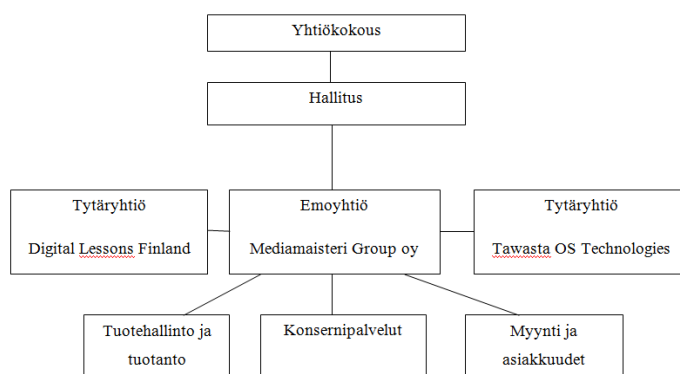 Yhtiökokous
Hallitus
Tytäryhtiö
Digital Lessons Finland
Emoyhtiö
Mediamaisteri Group oy
Tytäryhtiö
Tawasta OS Technologies
Tuotehallinto ja
tuotanto
Konsernipalvelut
Myynti ja
asiakkuudet